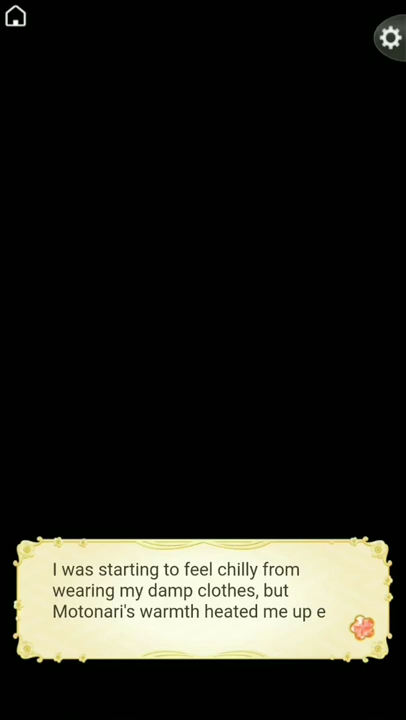 I was starting to feel chilly from
wearing my damp clothes, but
Motonari's warmth heated me up e